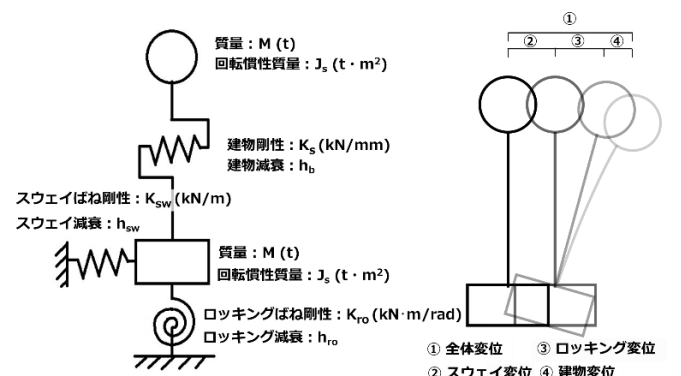 質量：M (t)
回転慣性質量：Js (t・m²)
建物剛性：Ks (kN/mm)
建物減衰：hb
スウェイばね剛性：Ksw (kN/m)
スウェイ減衰：hsw
質量：M (t)
回転慣性質量：Js (t・m²)
ロッキングばね剛性：Kro (kN·m/rad)
ロッキング減衰：hro
①
② ③ ④
① 全体変位 ③ ロッキング変位
② スウェイ変位 ④ 建物変位